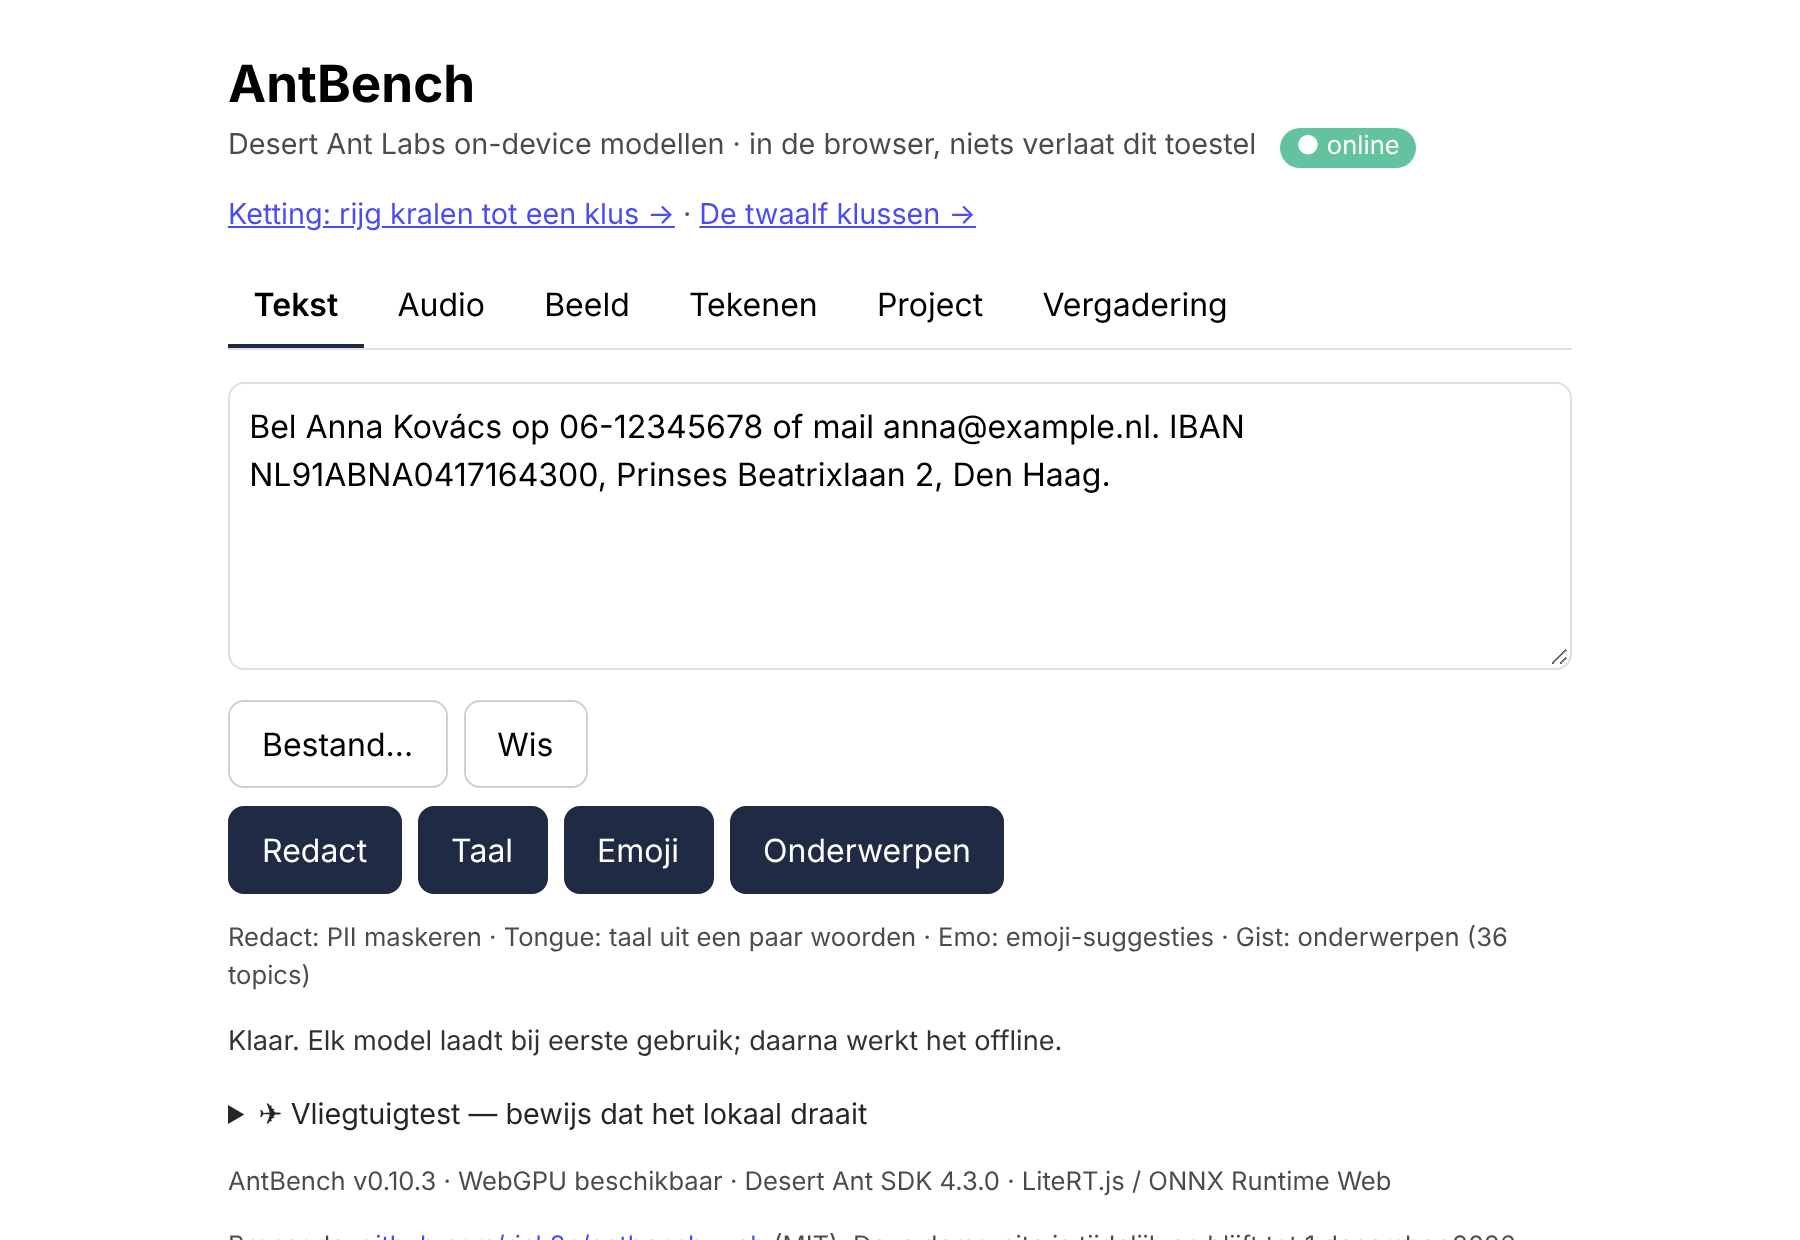 AntBench
Desert Ant Labs on-device modellen · in de browser, niets verlaat dit toestel
online
Ketting: rijg kralen tot een klus → · De twaalf klussen →
Tekst Audio Beeld Tekenen Project Vergadering
Bel Anna Kovács op 06-12345678 of mail anna@example.nl. IBAN
NL91ABNA0417164300, Prinses Beatrixlaan 2, Den Haag.
Bestand... Wis
Redact Taal Emoji Onderwerpen
Redact: PII maskeren · Tongue: taal uit een paar woorden · Emo: emoji-suggesties · Gist: onderwerpen (36
topics)
Klaar. Elk model laadt bij eerste gebruik; daarna werkt het offline.
▶ ✈ Vliegtuigtest — bewijs dat het lokaal draait
AntBench v0.10.3 · WebGPU beschikbaar · Desert Ant SDK 4.3.0 · LiteRT.js / ONNX Runtime Web